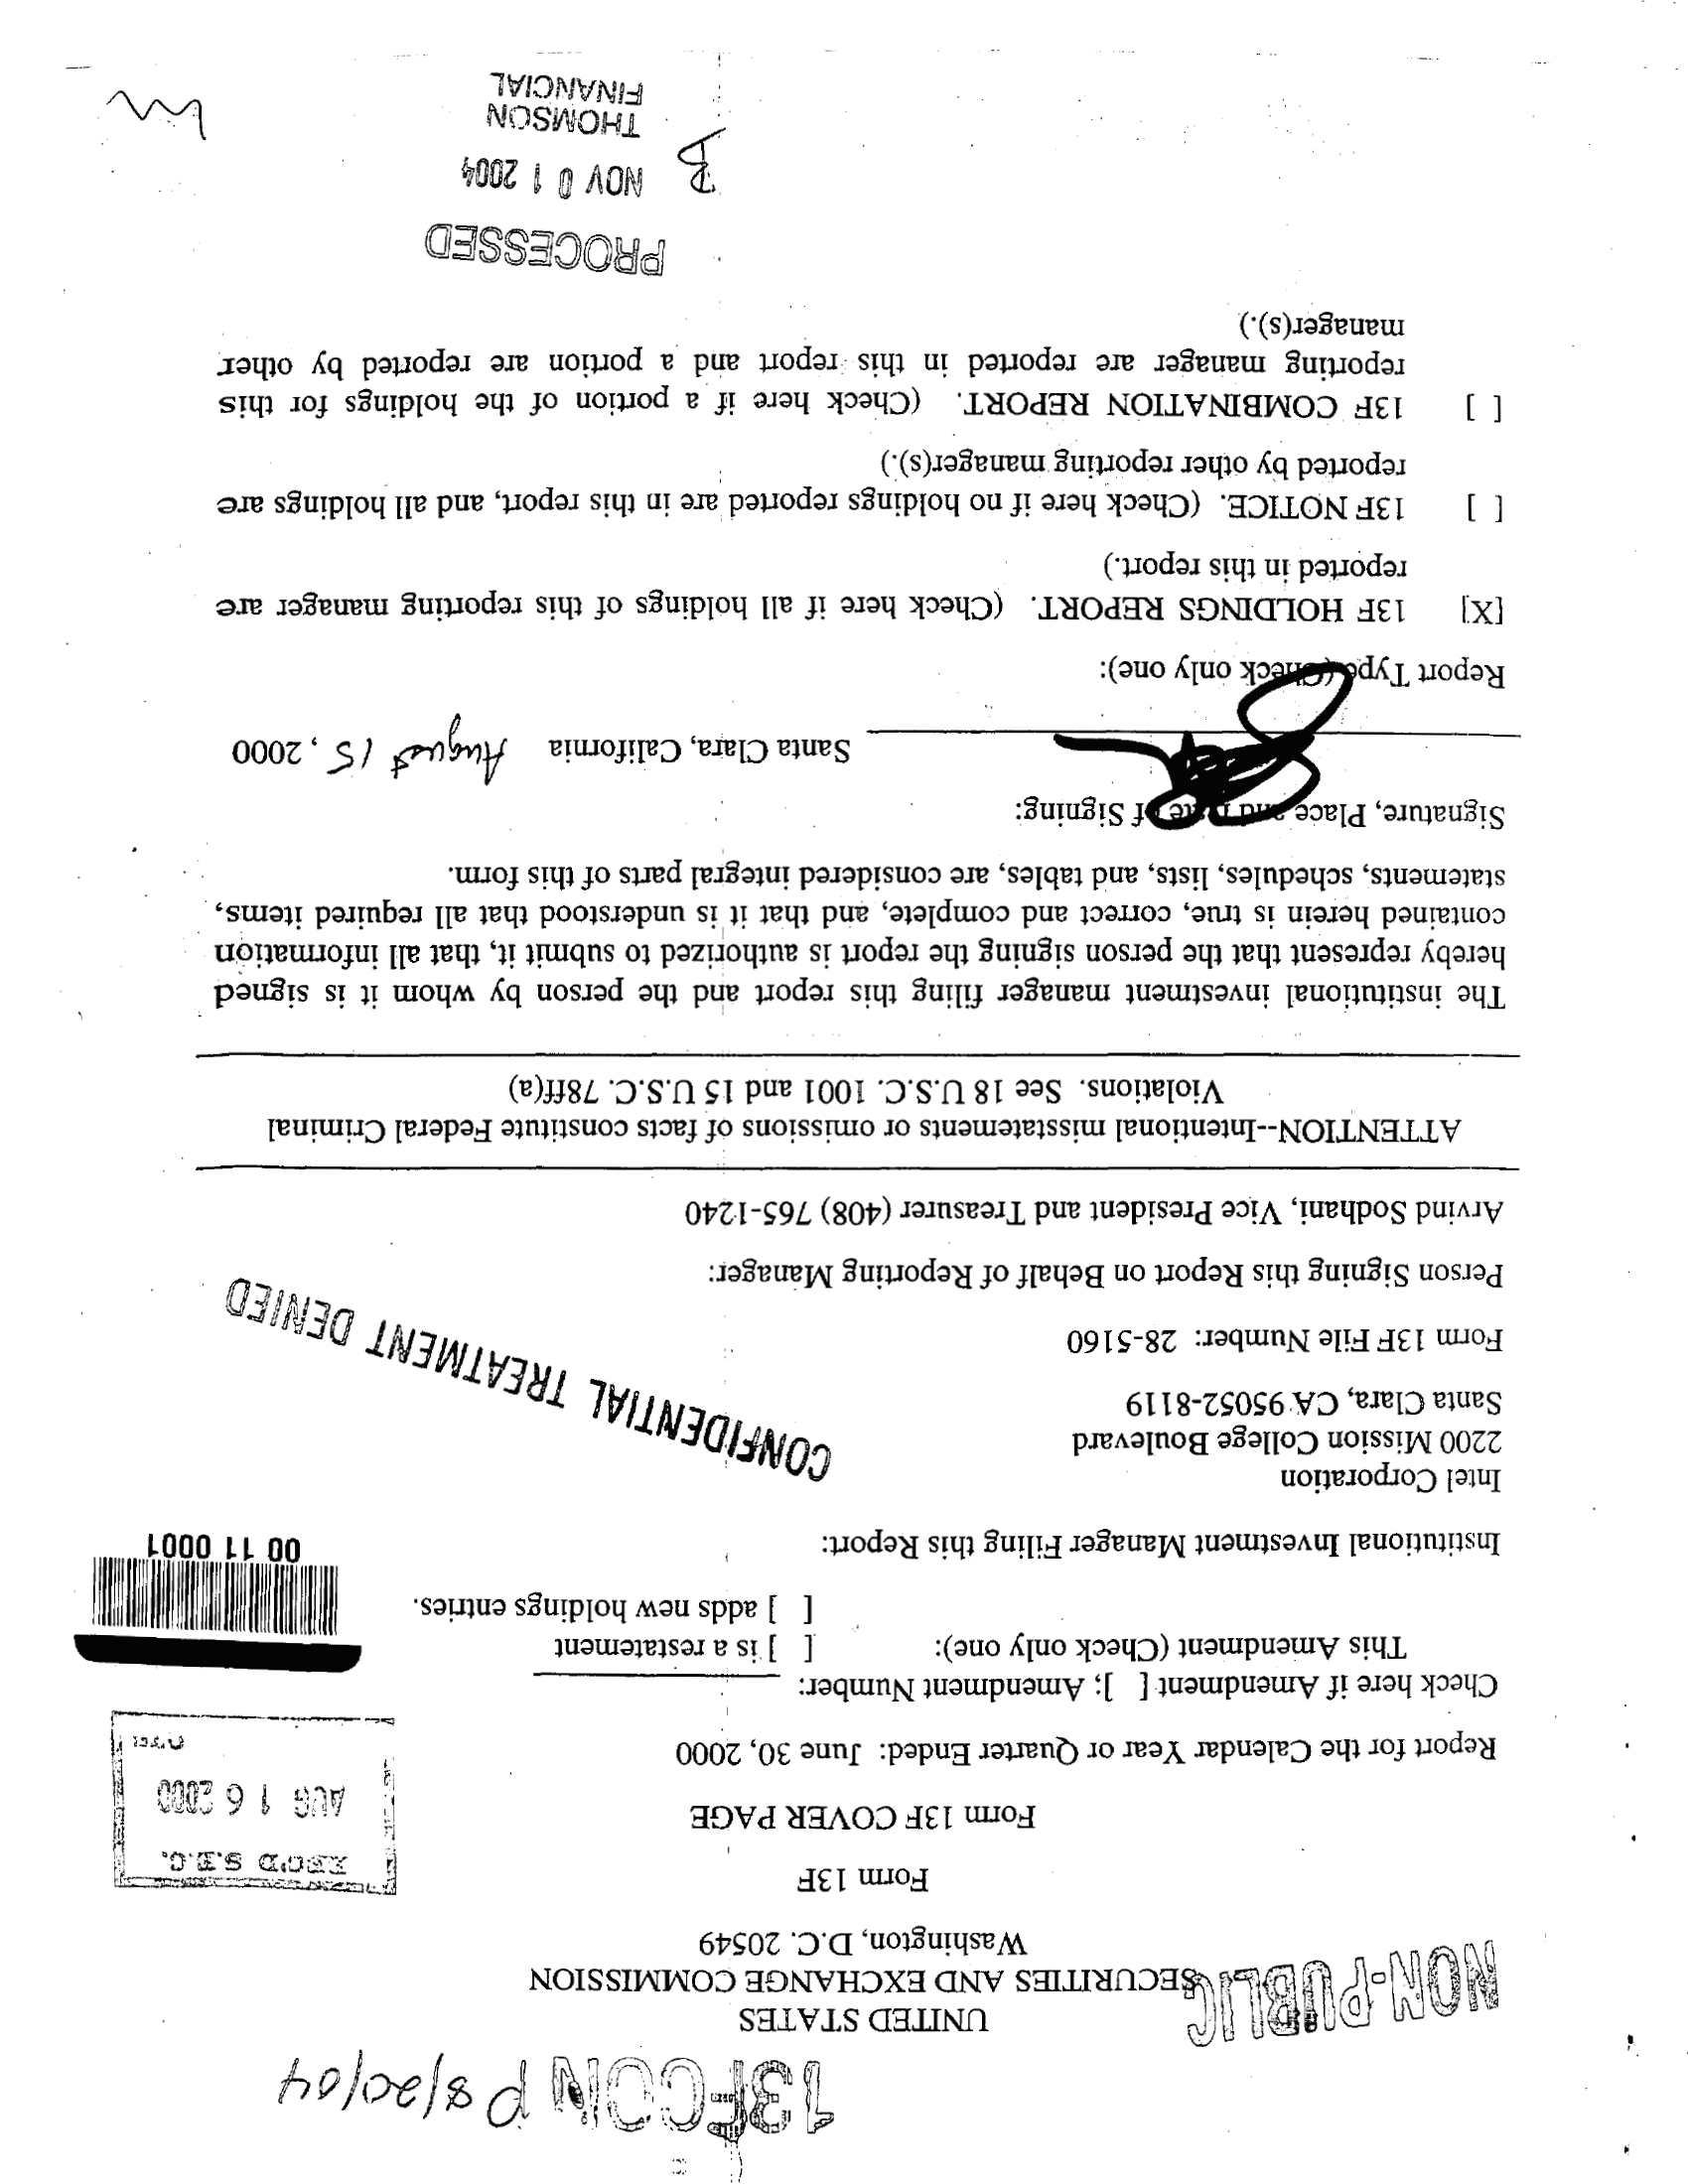 13FCON P 8/20/04
NON-PUBLIC
UNITED STATES
SECURITIES AND EXCHANGE COMMISSION
Washington, D.C. 20549
Form 13F
REC'D S.E.C.
AUG 16 2000
Form 13F COVER PAGE
Report for the Calendar Year or Quarter Ended: June 30, 2000
Check here if Amendment [ ]; Amendment Number:
This Amendment (Check only one): [ ] is a restatement
[ ] adds new holdings entries.
00 11 0001
Institutional Investment Manager Filing this Report:
Intel Corporation
2200 Mission College Boulevard
Santa Clara, CA 95052-8119
CONFIDENTIAL TREATMENT DENIED
Form 13F File Number: 28-5160
Person Signing this Report on Behalf of Reporting Manager:
Arvind Sodhani, Vice President and Treasurer (408) 765-1240
ATTENTION--Intentional misstatements or omissions of facts constitute Federal Criminal
Violations. See 18 U.S.C. 1001 and 15 U.S.C. 78ff(a)
The institutional investment manager filing this report and the person by whom it is signed
hereby represent that the person signing the report is authorized to submit it, that all information
contained herein is true, correct and complete, and that it is understood that all required items,
statements, schedules, lists, and tables, are considered integral parts of this form.
Signature, Place and Date of Signing:
Santa Clara, California August 15, 2000
Report Type (Check only one):
[X] 13F HOLDINGS REPORT. (Check here if all holdings of this reporting manager are
reported in this report.)
[ ] 13F NOTICE. (Check here if no holdings reported are in this report, and all holdings are
reported by other reporting manager(s).)
[ ] 13F COMBINATION REPORT. (Check here if a portion of the holdings for this
reporting manager are reported in this report and a portion are reported by other
manager(s).)
PROCESSED
NOV 01 2004
THOMSON
FINANCIAL